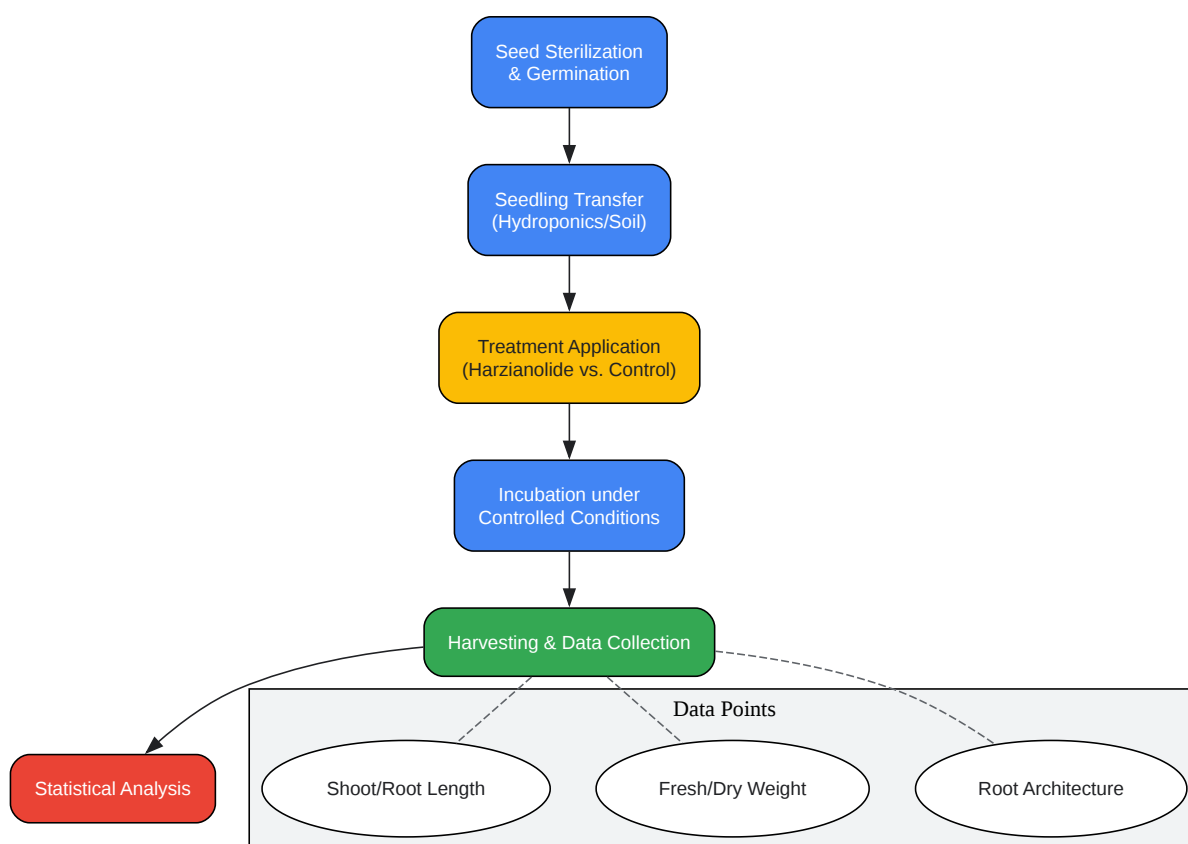 Seed Sterilization
& Germination
Seedling Transfer
(Hydroponics/Soil)
Treatment Application
(Harzianolide vs. Control)
Incubation under
Controlled Conditions
Harvesting & Data Collection
Data Points
Statistical Analysis
Shoot/Root Length
Fresh/Dry Weight
Root Architecture